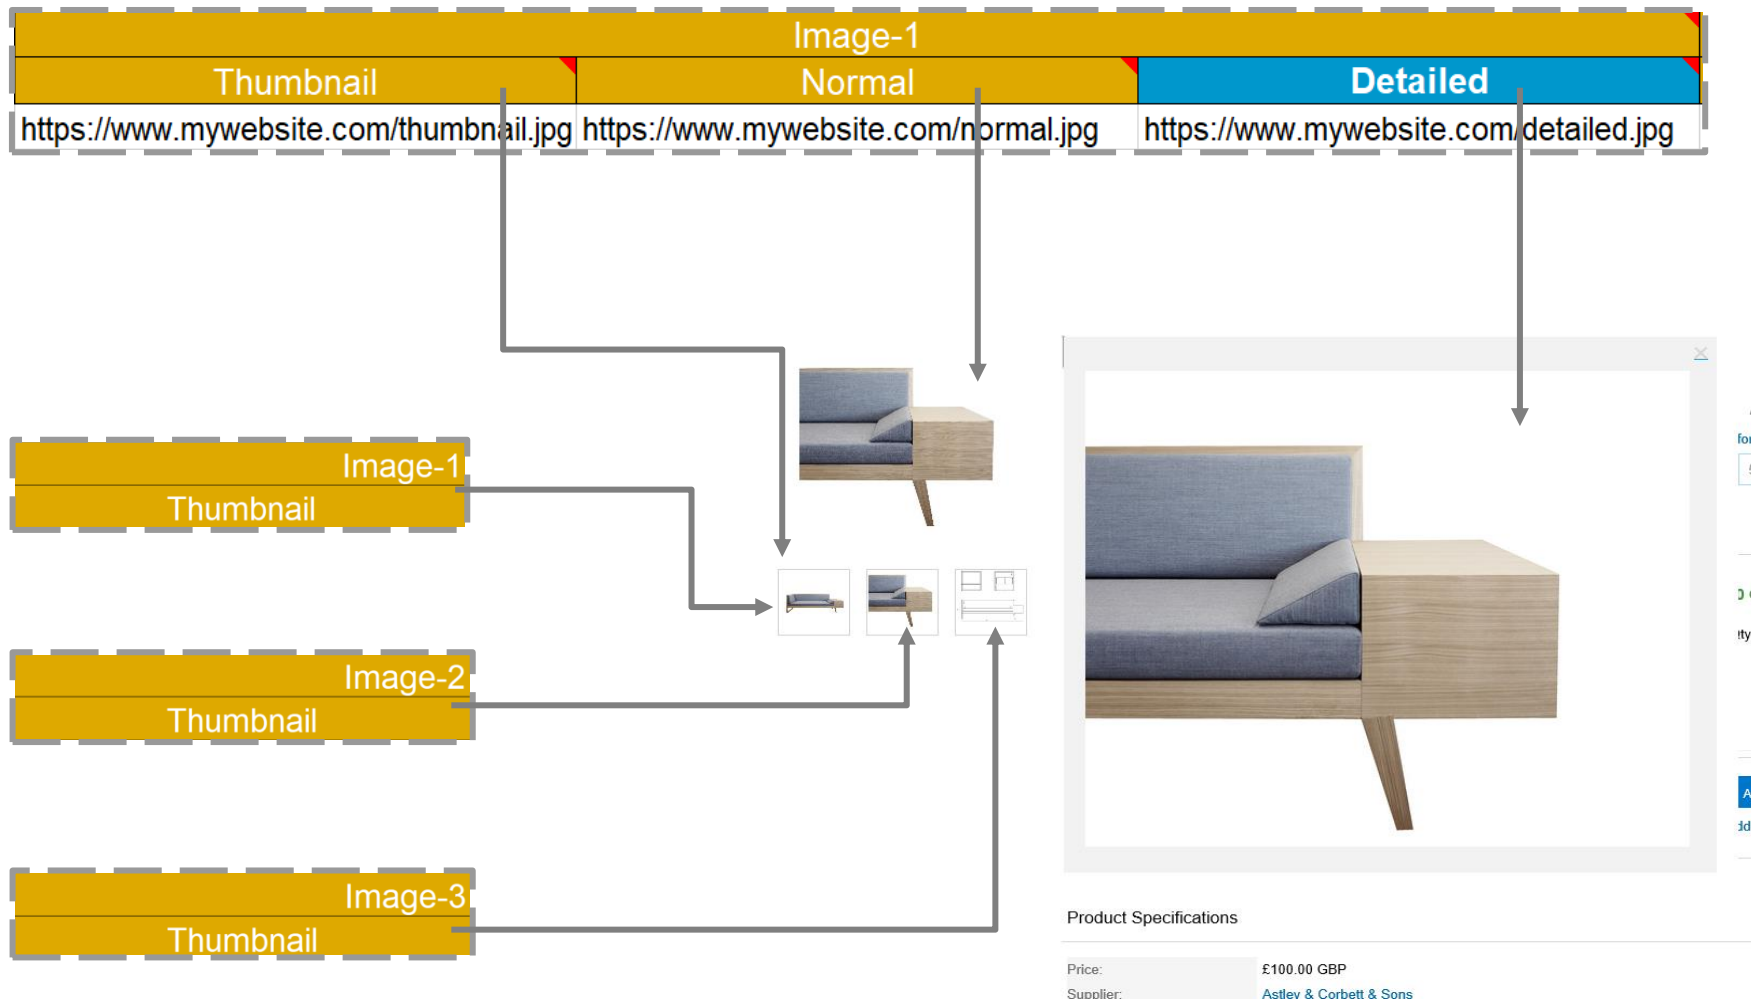 Image-1
Thumbnail Normal Detailed
https://www.mywebsite.com/thumbnail.jpg https://www.mywebsite.com/normal.jpg https://www.mywebsite.com/detailed.jpg
Image-1
Thumbnail
Image-2
Thumbnail
Image-3
Thumbnail
Product Specifications
Price: £100.00 GBP
Supplier: Astley & Corbett & Sons